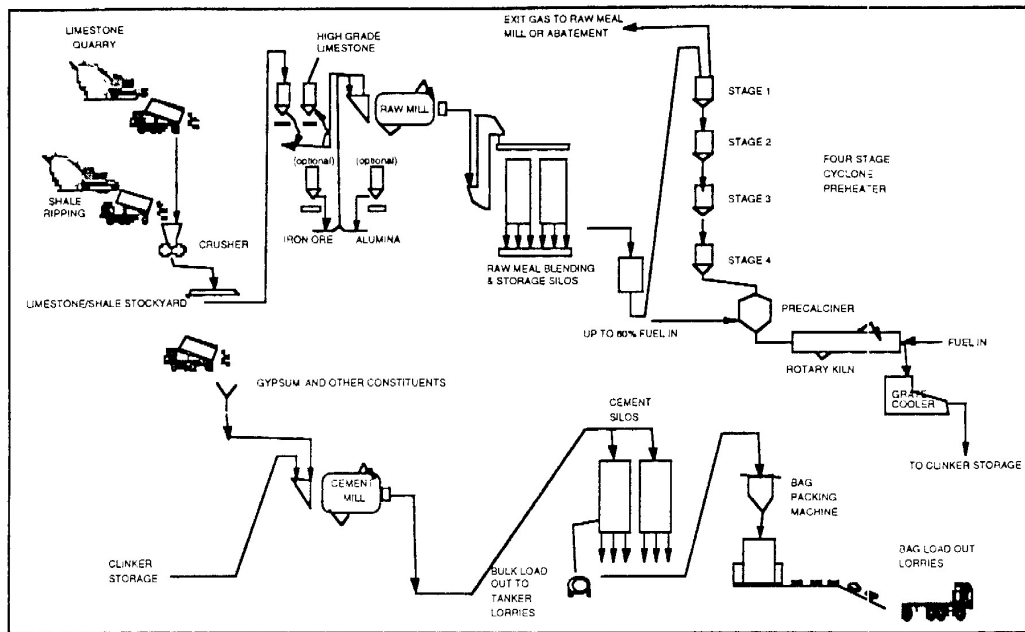 LIMESTONE
QUARRY
HIGH GRADE
LIMESTONE
EXIT GAS TO RAW MEAL
MILL OR ABATEMENT
STAGE 1
RAW MILL
STAGE 2
FOUR STAGE
CYCLONE
PREHEATER
(optional)
(optional)
STAGE 3
SHALE
RIPPING
CRUSHER
IRON ORE
ALUMINA
STAGE 4
RAW MEAL BLENDING
& STORAGE SILOS
LIMESTONE/SHALE STOCKYARD
PRECALCINER
UP TO 60% FUEL IN
FUEL IN
ROTARY KILN
GYPSUM AND OTHER CONSTITUENTS
GRATE
COOLER
CEMENT
SILOS
TO CLINKER STORAGE
CEMENT
MILL
BAG
PACKING
MACHINE
CLINKER
STORAGE
BULK LOAD
OUT TO
TANKER
LORRIES
BAG LOAD OUT
LORRIES